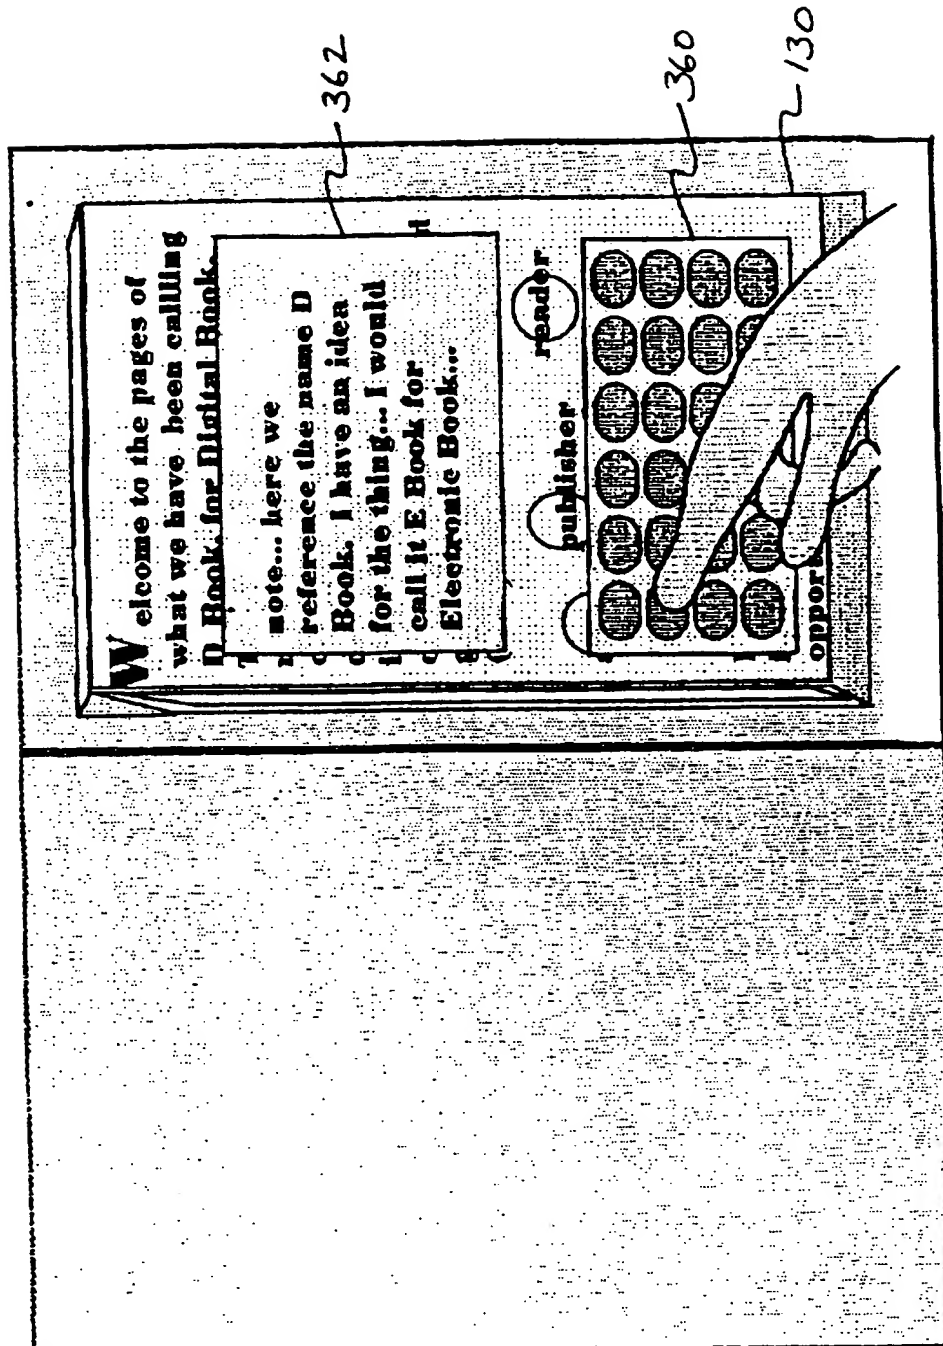 Welcome to the pages of
what we have been callling
D Book, for Digital Book.
note... here we
reference the name D
Book. I have an idea
for the thing... I would
call it E Book for
Electronic Book...
publisher
reader
362
360
130